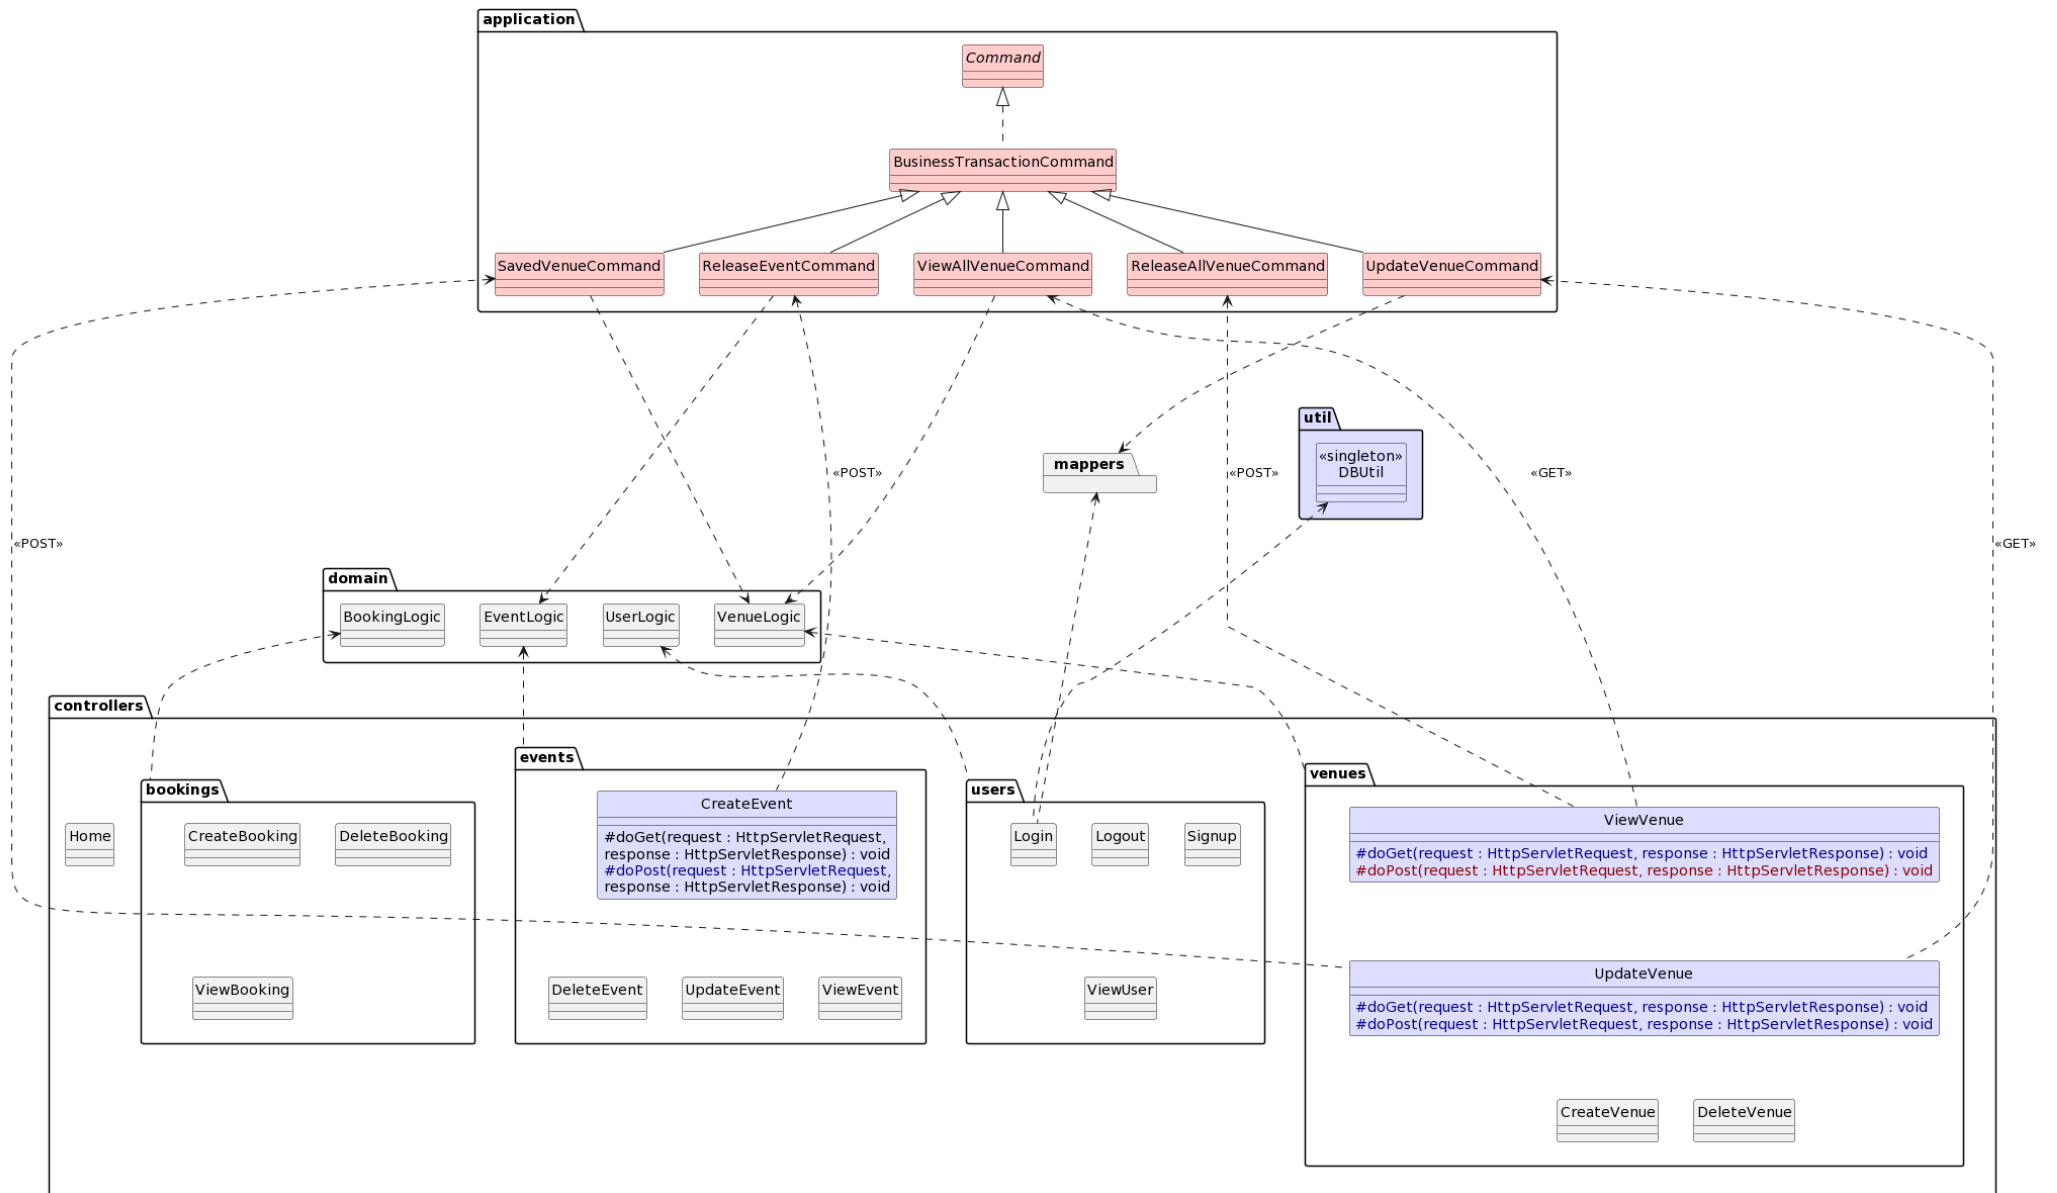 application
Command
BusinessTransactionCommand
SavedVenueCommand
ReleaseEventCommand
ViewAllVenueCommand
ReleaseAllVenueCommand
UpdateVenueCommand
util
«singleton»
DBUtil
mappers
«POST»
«POST»
«GET»
«POST»
«GET»
domain
BookingLogic
EventLogic
UserLogic
VenueLogic
controllers
Home
bookings
CreateBooking
DeleteBooking
ViewBooking
events
CreateEvent
#doGet(request : HttpServletRequest,
response : HttpServletResponse) : void
#doPost(request : HttpServletRequest,
response : HttpServletResponse) : void
DeleteEvent
UpdateEvent
ViewEvent
users
Login
Logout
Signup
ViewUser
venues
ViewVenue
#doGet(request : HttpServletRequest, response : HttpServletResponse) : void
#doPost(request : HttpServletRequest, response : HttpServletResponse) : void
UpdateVenue
#doGet(request : HttpServletRequest, response : HttpServletResponse) : void
#doPost(request : HttpServletRequest, response : HttpServletResponse) : void
CreateVenue
DeleteVenue